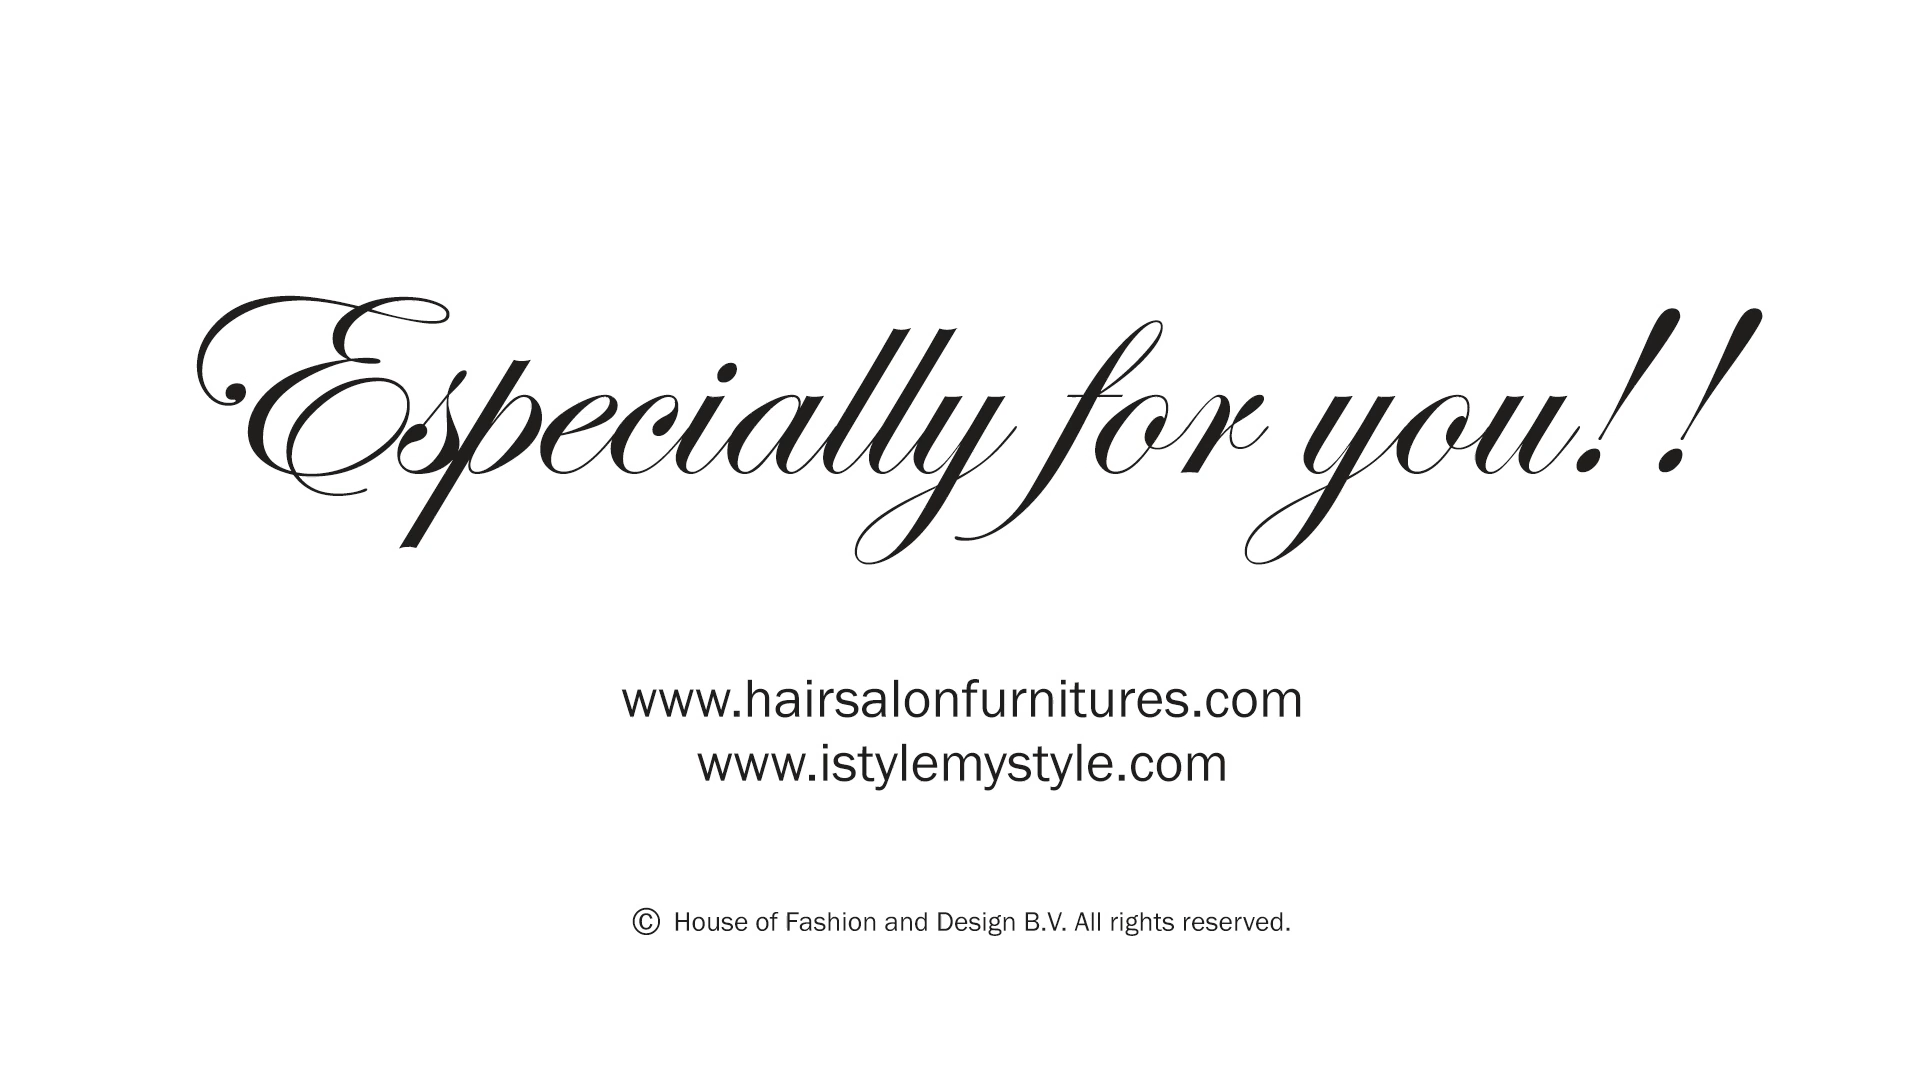 Especially for you!!
www.hairsalonfurnitures.com
www.istylemystyle.com
© House of Fashion and Design B.V. All rights reserved.